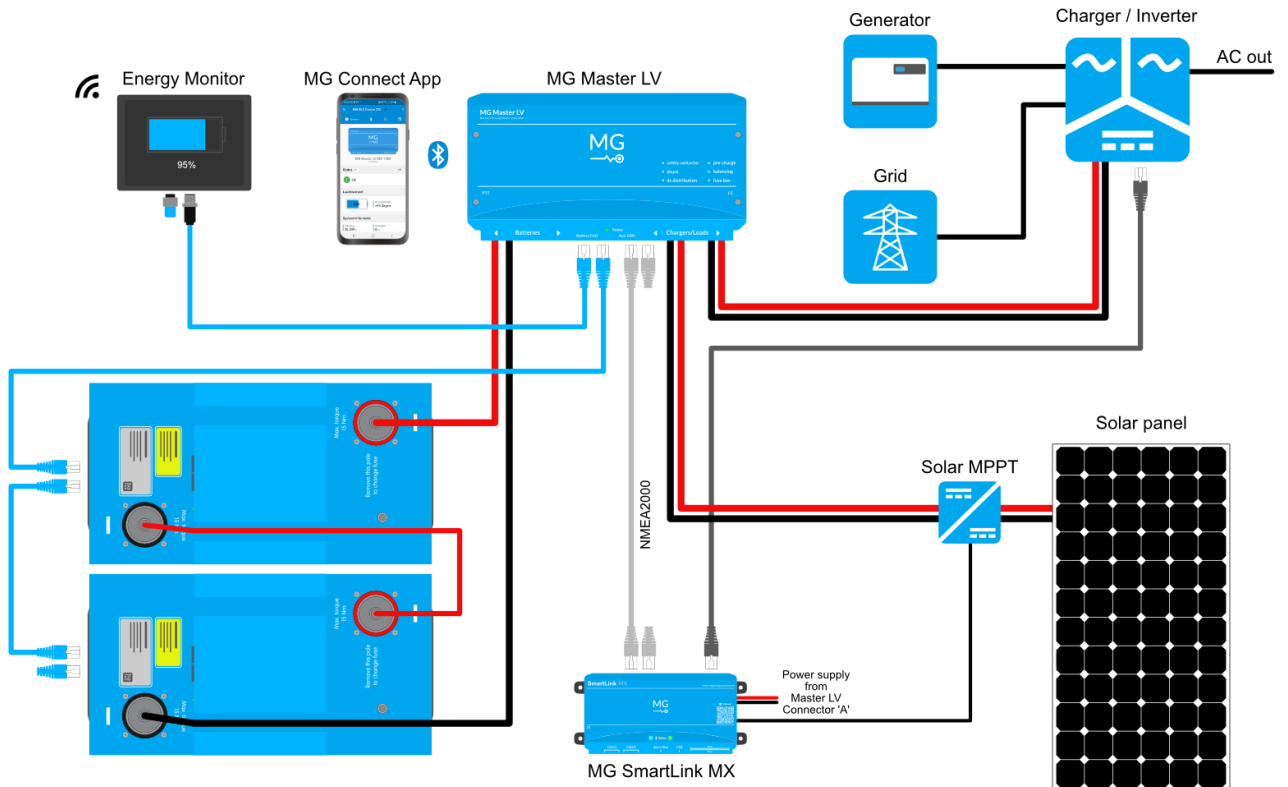 Generator
Charger / Inverter
AC out
Energy Monitor
MG Connect App
MG Master LV
95%
MG Master LV
MG
safety contactor
pre-charge
shunt
balancing
dc distribution
fuse box
Batteries
Status
Chargers/Loads
Grid
Max. torque
15 Nm
Remove this pole
to change fuse
Max. torque
15 Nm
Remove this pole
to change fuse
NMEA2000
Solar panel
Solar MPPT
SmartLink MX
MG
Power supply
from
Master LV
Connector 'A'
MG SmartLink MX